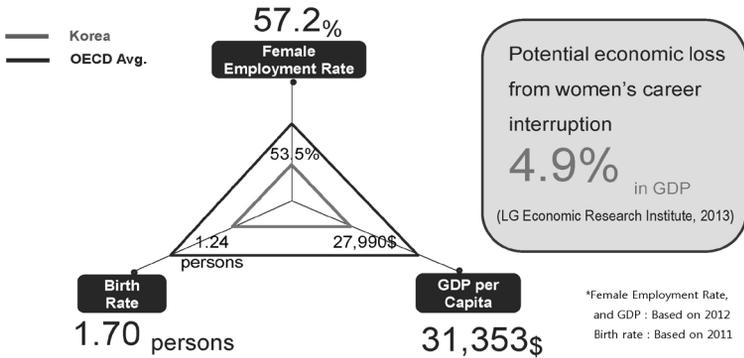 Korea
OECD Avg.
57.2%
Female
Employment Rate
53.5%
1.24
persons
27,990$
Birth
Rate
1.70 persons
GDP per
Capita
31,353$
Potential economic loss
from women's career
interruption
4.9% in GDP
(LG Economic Research Institute, 2013)
*Female Employment Rate,
and GDP : Based on 2012
Birth rate : Based on 2011